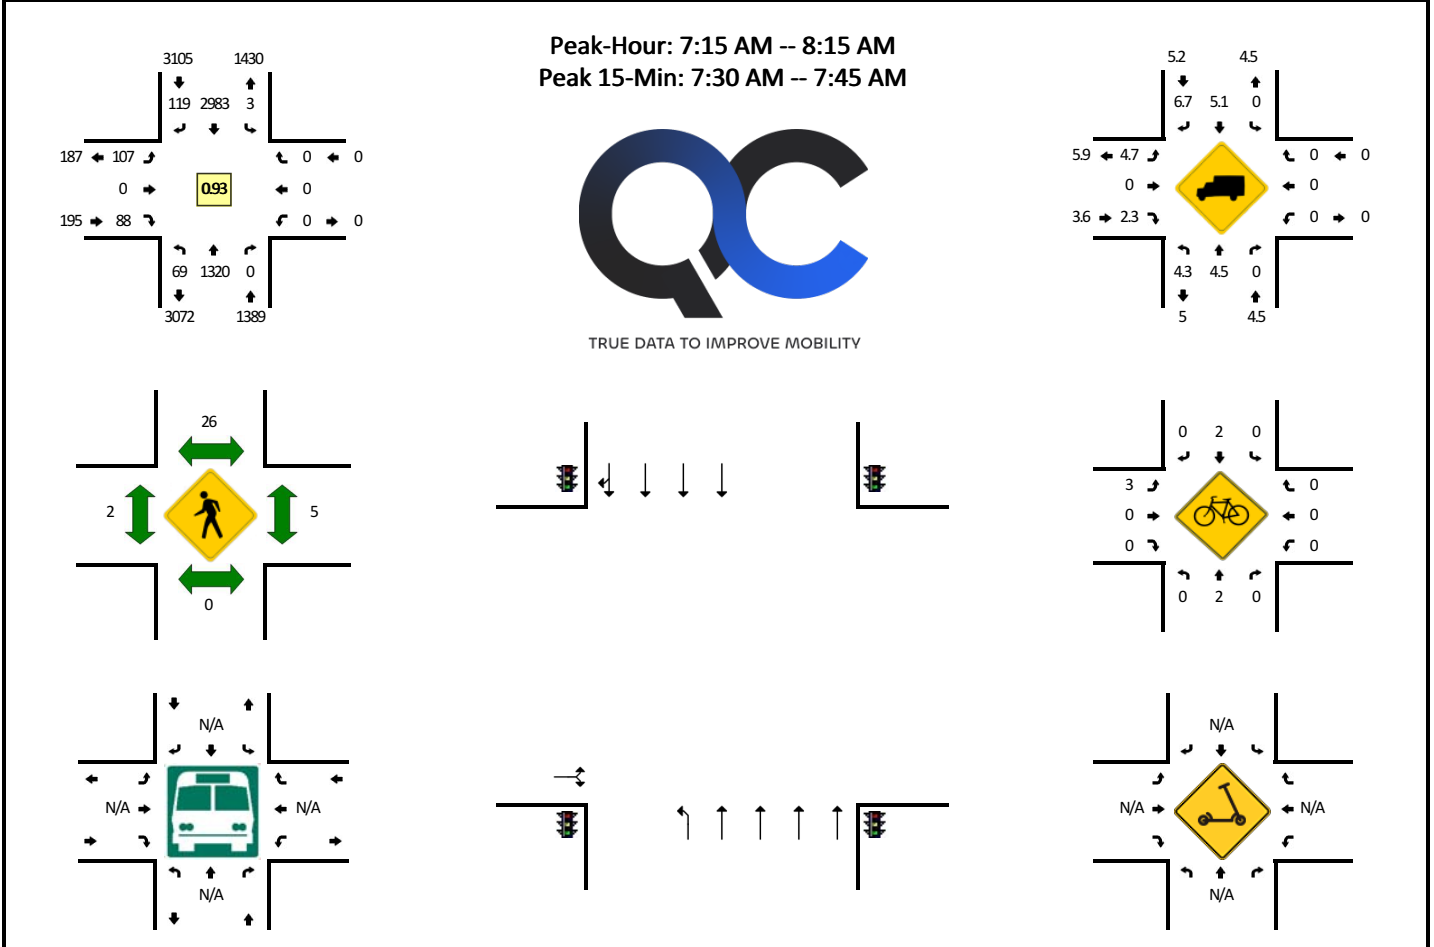 Peak-Hour: 7:15 AM -- 8:15 AM
Peak 15-Min: 7:30 AM -- 7:45 AM
3105 1430
119 2983 3
187 107 0 0
0 0.93 0
195 88 0 0
69 1320 0
3072 1389
TRUE DATA TO IMPROVE MOBILITY
5.2 4.5
6.7 5.1 0
5.9 4.7 0 0
0 0
3.6 2.3 0 0
4.3 4.5 0
5 4.5
26
2 5
0
0 2 0
3 0
0 0
0 0
0 2 0
N/A
N/A N/A
N/A
N/A
N/A N/A
N/A